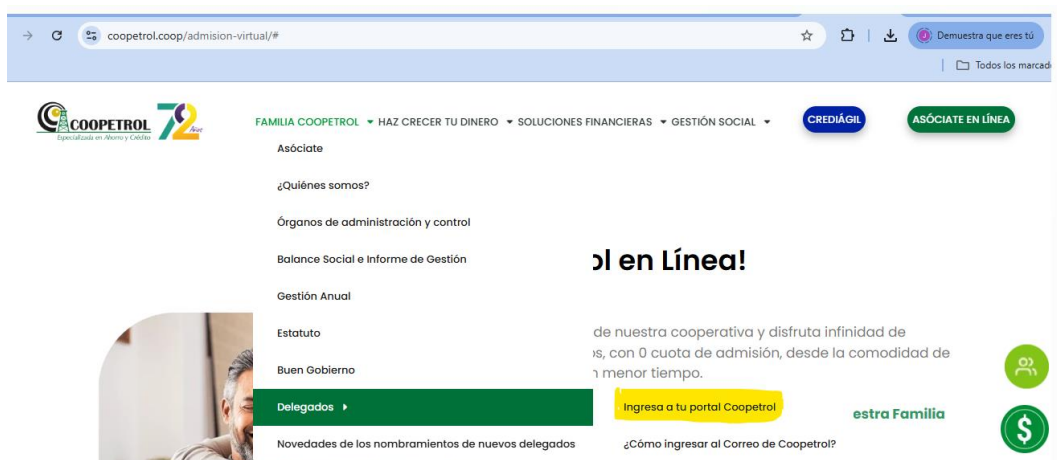 coopetrol.coop/admision-virtual/#
Demuestra que eres tú
Todos los marcad
COOPETROL
Especializada en Ahorro y Crédito
72
Años
FAMILIA COOPETROL
HAZ CRECER TU DINERO
SOLUCIONES FINANCIERAS
GESTIÓN SOCIAL
CREDIÁGIL
ASÓCIATE EN LÍNEA
Asóciate
¿Quiénes somos?
Órganos de administración y control
Balance Social e Informe de Gestión
Gestión Anual
Estatuto
Buen Gobierno
Delegados
Novedades de los nombramientos de nuevos delegados
Ingresa a tu portal Coopetrol
¿Cómo ingresar al Correo de Coopetrol?
ol en Línea!
de nuestra cooperativa y disfruta infinidad de
os, con 0 cuota de admisión, desde la comodidad de
n menor tiempo.
estra Familia